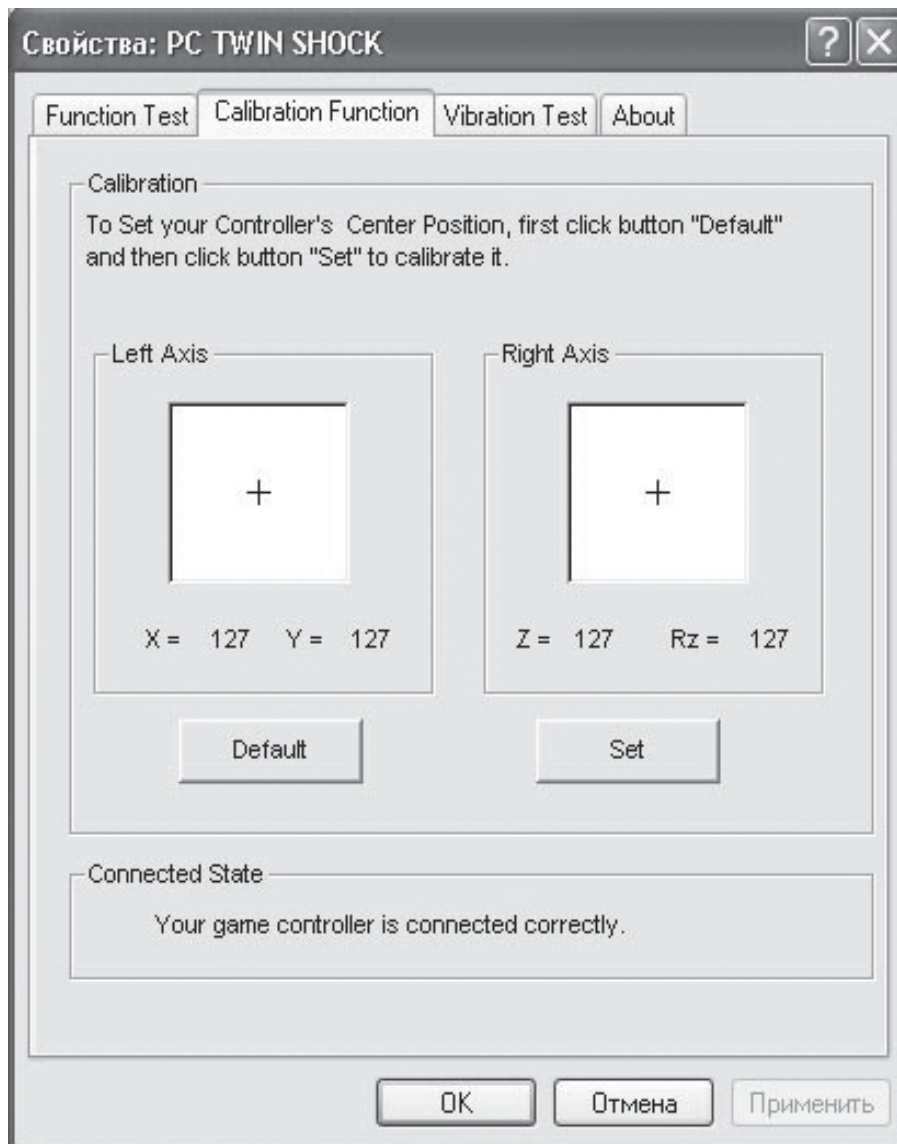 Свойства: PC TWIN SHOCK
Function Test Calibration Function Vibration Test About
Calibration
To Set your Controller's Center Position, first click button "Default"
and then click button "Set" to calibrate it.
Left Axis Right Axis
X = 127 Y = 127 Z = 127 Rz = 127
Default Set
Connected State
Your game controller is connected correctly.
OK Отмена Применить